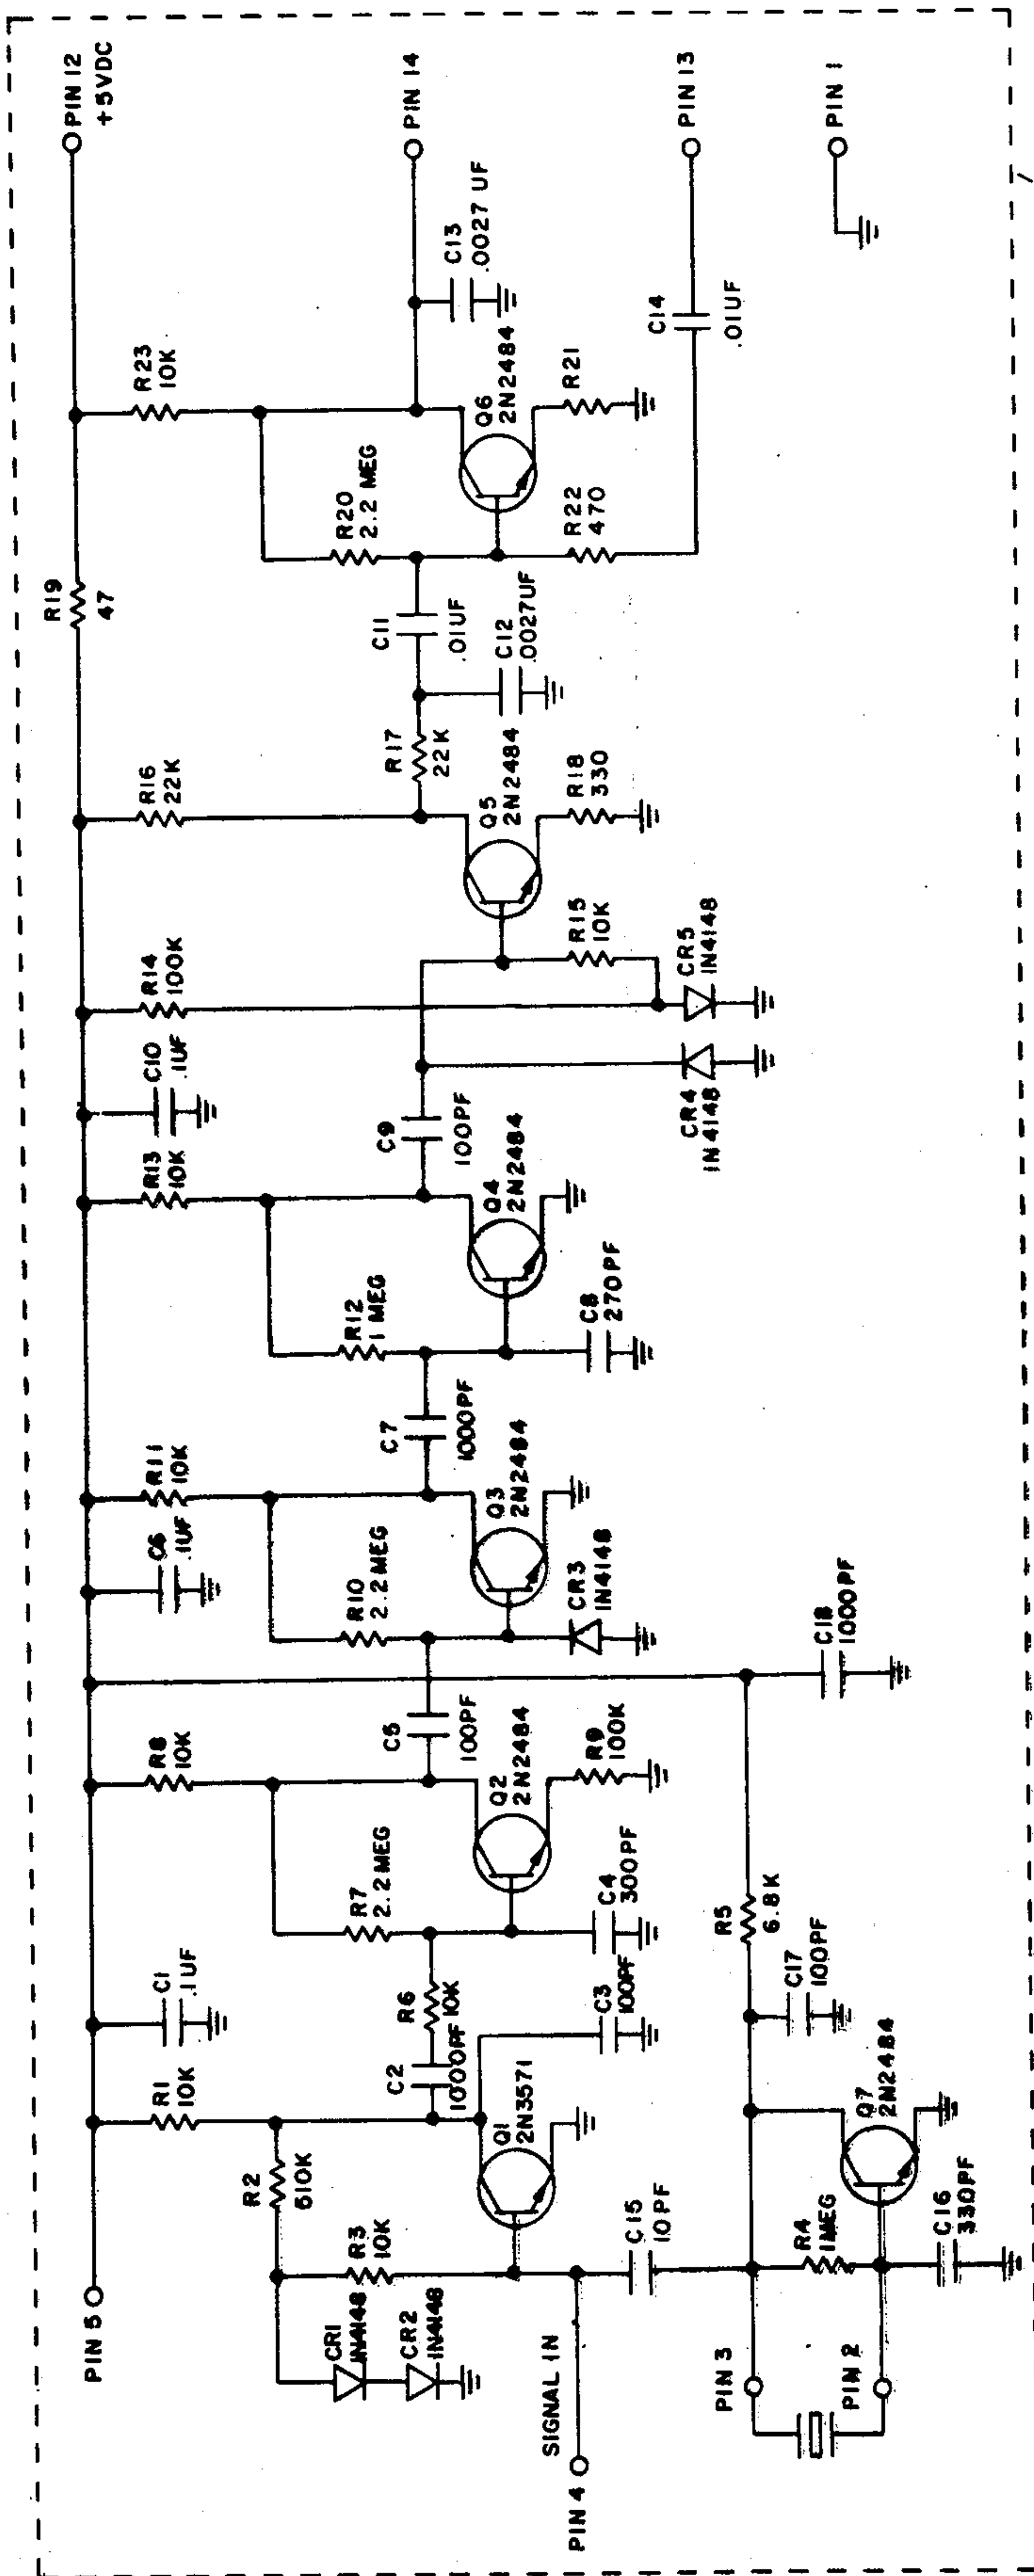 PIN 5
PIN 12
+5VDC
R19
47
R1
10K
C1
.1UF
R8
10K
C6
.1UF
R11
10K
R13
10K
C10
.1UF
R14
100K
R16
22K
R23
10K
R2
510K
R3
10K
CR1
1N4148
CR2
1N4148
C2
1000PF
R6
10K
R7
2.2 MEG
C5
100PF
R10
2.2 MEG
C7
1000PF
R12
1 MEG
C9
100PF
R17
22K
C11
.01UF
R20
2.2 MEG
PIN 14
C13
.0027 UF
SIGNAL IN
PIN 4
Q1
2N3571
C3
100PF
C4
300PF
Q2
2N2484
R9
100K
CR3
1N4148
Q3
2N2484
C8
270PF
Q4
2N2484
CR4
1N4148
CR5
1N4148
R15
10K
Q5
2N2484
R18
330
C12
.0027UF
R22
470
Q6
2N2484
R21
C14
.01UF
PIN 13
C15
10PF
PIN 3
PIN 2
R4
1MEG
C16
330PF
Q7
2N2484
C17
100PF
R5
6.8K
C18
1000PF
PIN 1